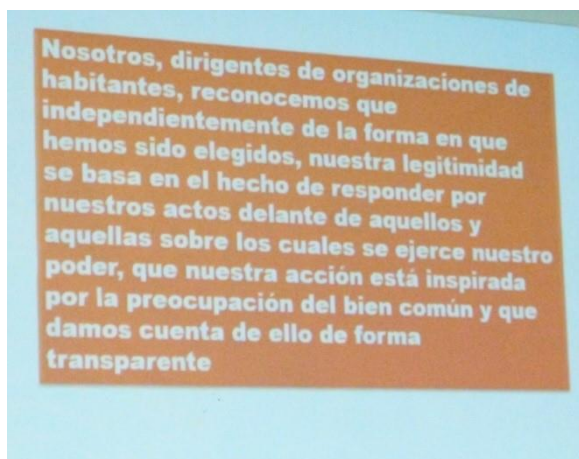 Nosotros, dirigentes de organizaciones de
habitantes, reconocemos que
independientemente de la forma en que
hemos sido elegidos, nuestra legitimidad
se basa en el hecho de responder por
nuestros actos delante de aquellos y
aquellas sobre los cuales se ejerce nuestro
poder, que nuestra acción está inspirada
por la preocupación del bien común y que
damos cuenta de ello de forma
transparente